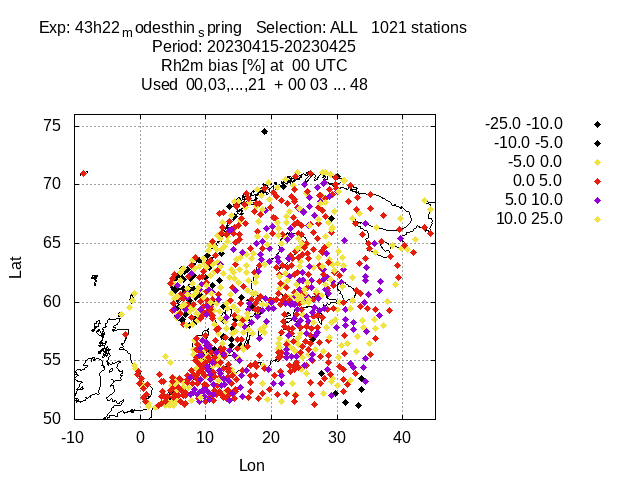 Exp: 43h22modesthinspring Selection: ALL 1021 stations
Period: 20230415-20230425
Rh2m bias [%] at 00 UTC
Used 00,03,...,21 + 00 03 ... 48
-25.0 -10.0
-10.0 -5.0
-5.0 0.0
0.0 5.0
5.0 10.0
10.0 25.0
75
70
65
60
55
50
Lat
-10 0 10 20 30 40
Lon